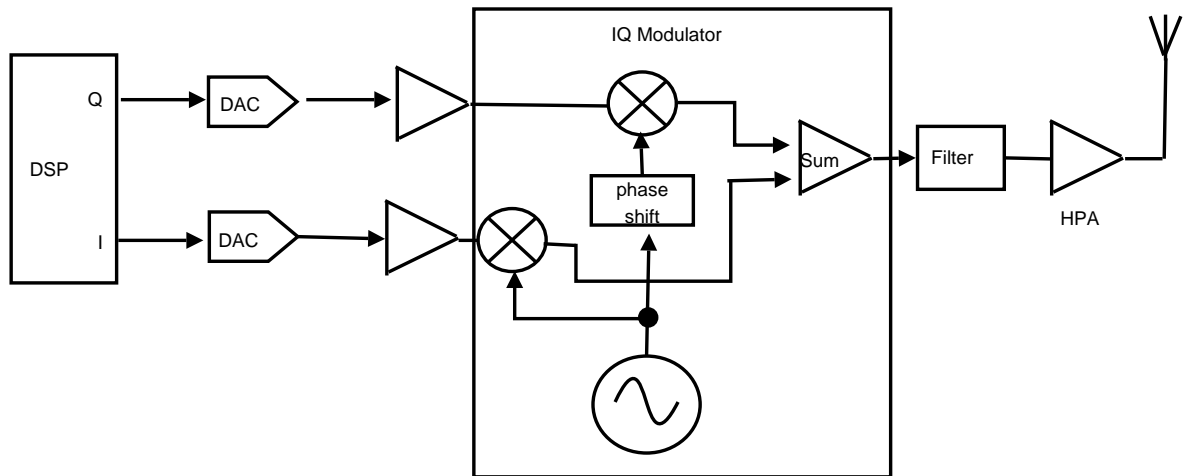 IQ Modulator
Q
DAC
DSP
Sum
Filter
phase
shift
I
DAC
HPA